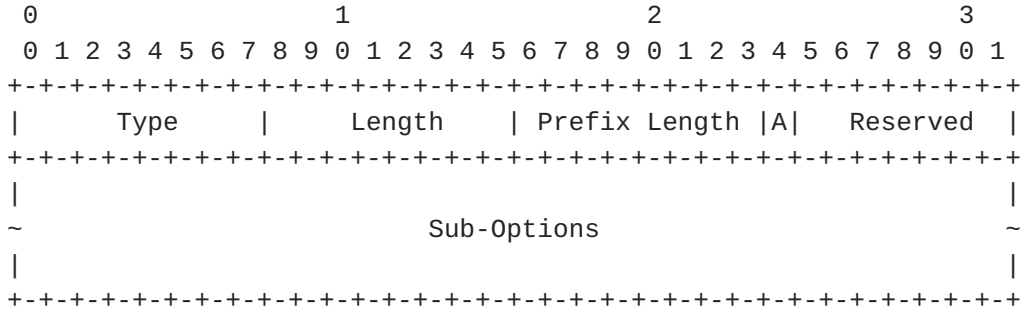 0                   1                   2                   3
 0 1 2 3 4 5 6 7 8 9 0 1 2 3 4 5 6 7 8 9 0 1 2 3 4 5 6 7 8 9 0 1
+-+-+-+-+-+-+-+-+-+-+-+-+-+-+-+-+-+-+-+-+-+-+-+-+-+-+-+-+-+-+-+-+
|      Type     |     Length    | Prefix Length |A|   Reserved  |
+-+-+-+-+-+-+-+-+-+-+-+-+-+-+-+-+-+-+-+-+-+-+-+-+-+-+-+-+-+-+-+-+
|                                                               |
~                          Sub-Options                          ~
|                                                               |
+-+-+-+-+-+-+-+-+-+-+-+-+-+-+-+-+-+-+-+-+-+-+-+-+-+-+-+-+-+-+-+-+